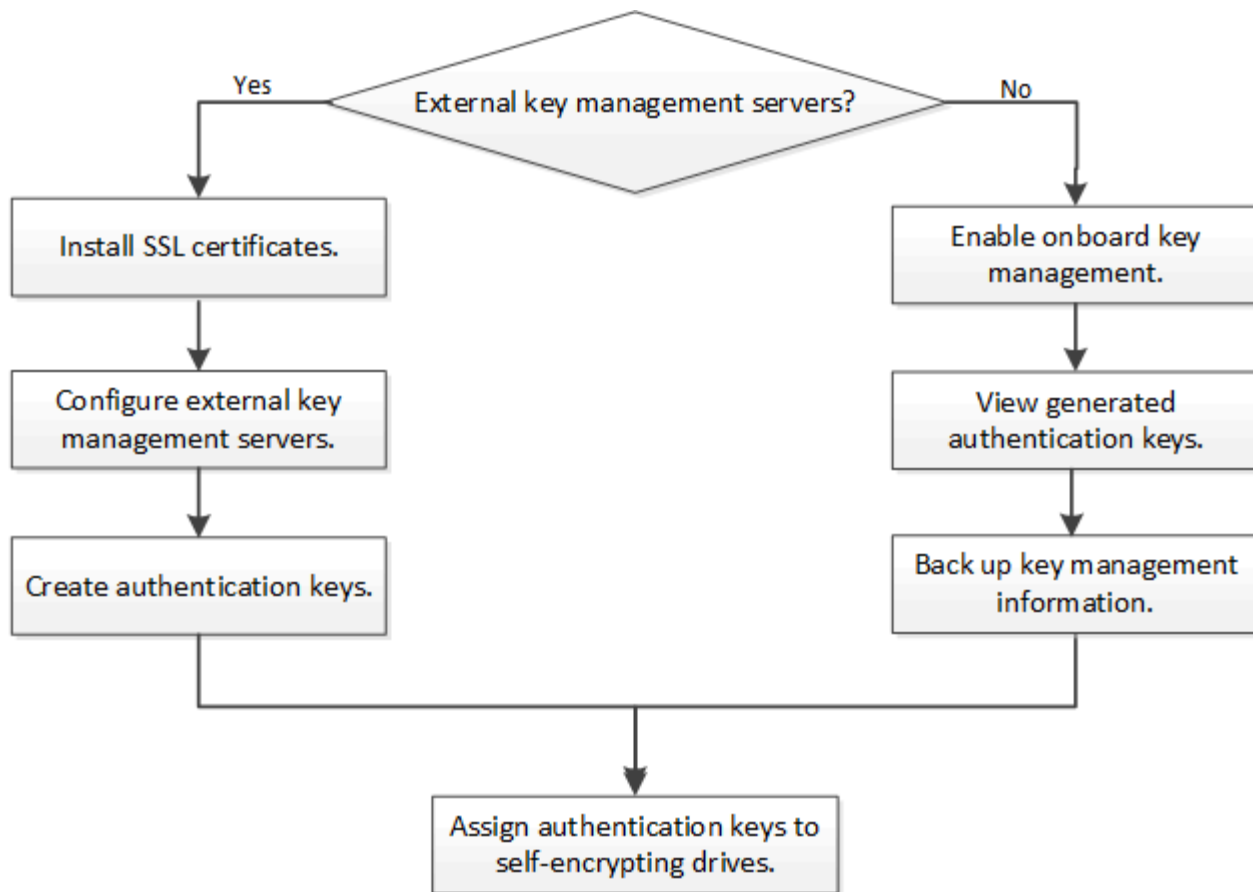 External key management servers?
Yes
No
Install SSL certificates.
Configure external key
management servers.
Create authentication keys.
Enable onboard key
management.
View generated
authentication keys.
Back up key management
information.
Assign authentication keys to
self-encrypting drives.